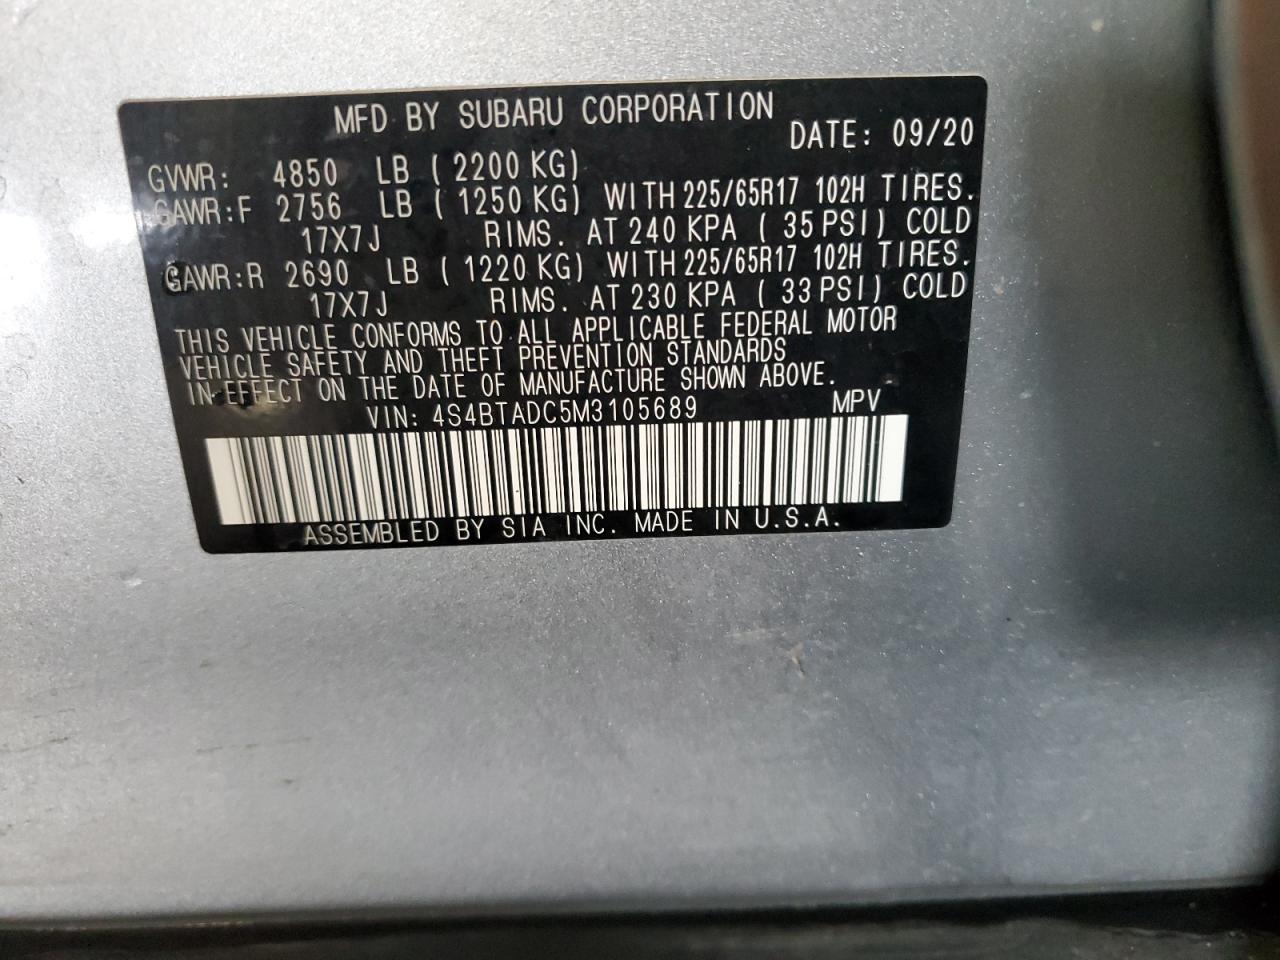 MFD BY SUBARU CORPORATION
DATE: 09/20
GVWR: 4850 LB ( 2200 KG)
GAWR:F 2756 LB ( 1250 KG) WITH 225/65R17 102H TIRES.
17X7J RIMS. AT 240 KPA ( 35 PSI) COLD
GAWR:R 2690 LB ( 1220 KG) WITH 225/65R17 102H TIRES.
17X7J RIMS. AT 230 KPA ( 33 PSI) COLD
THIS VEHICLE CONFORMS TO ALL APPLICABLE FEDERAL MOTOR
VEHICLE SAFETY AND THEFT PREVENTION STANDARDS
IN EFFECT ON THE DATE OF MANUFACTURE SHOWN ABOVE.
VIN: 4S4BTADC5M3105689 MPV
ASSEMBLED BY SIA INC. MADE IN U.S.A.